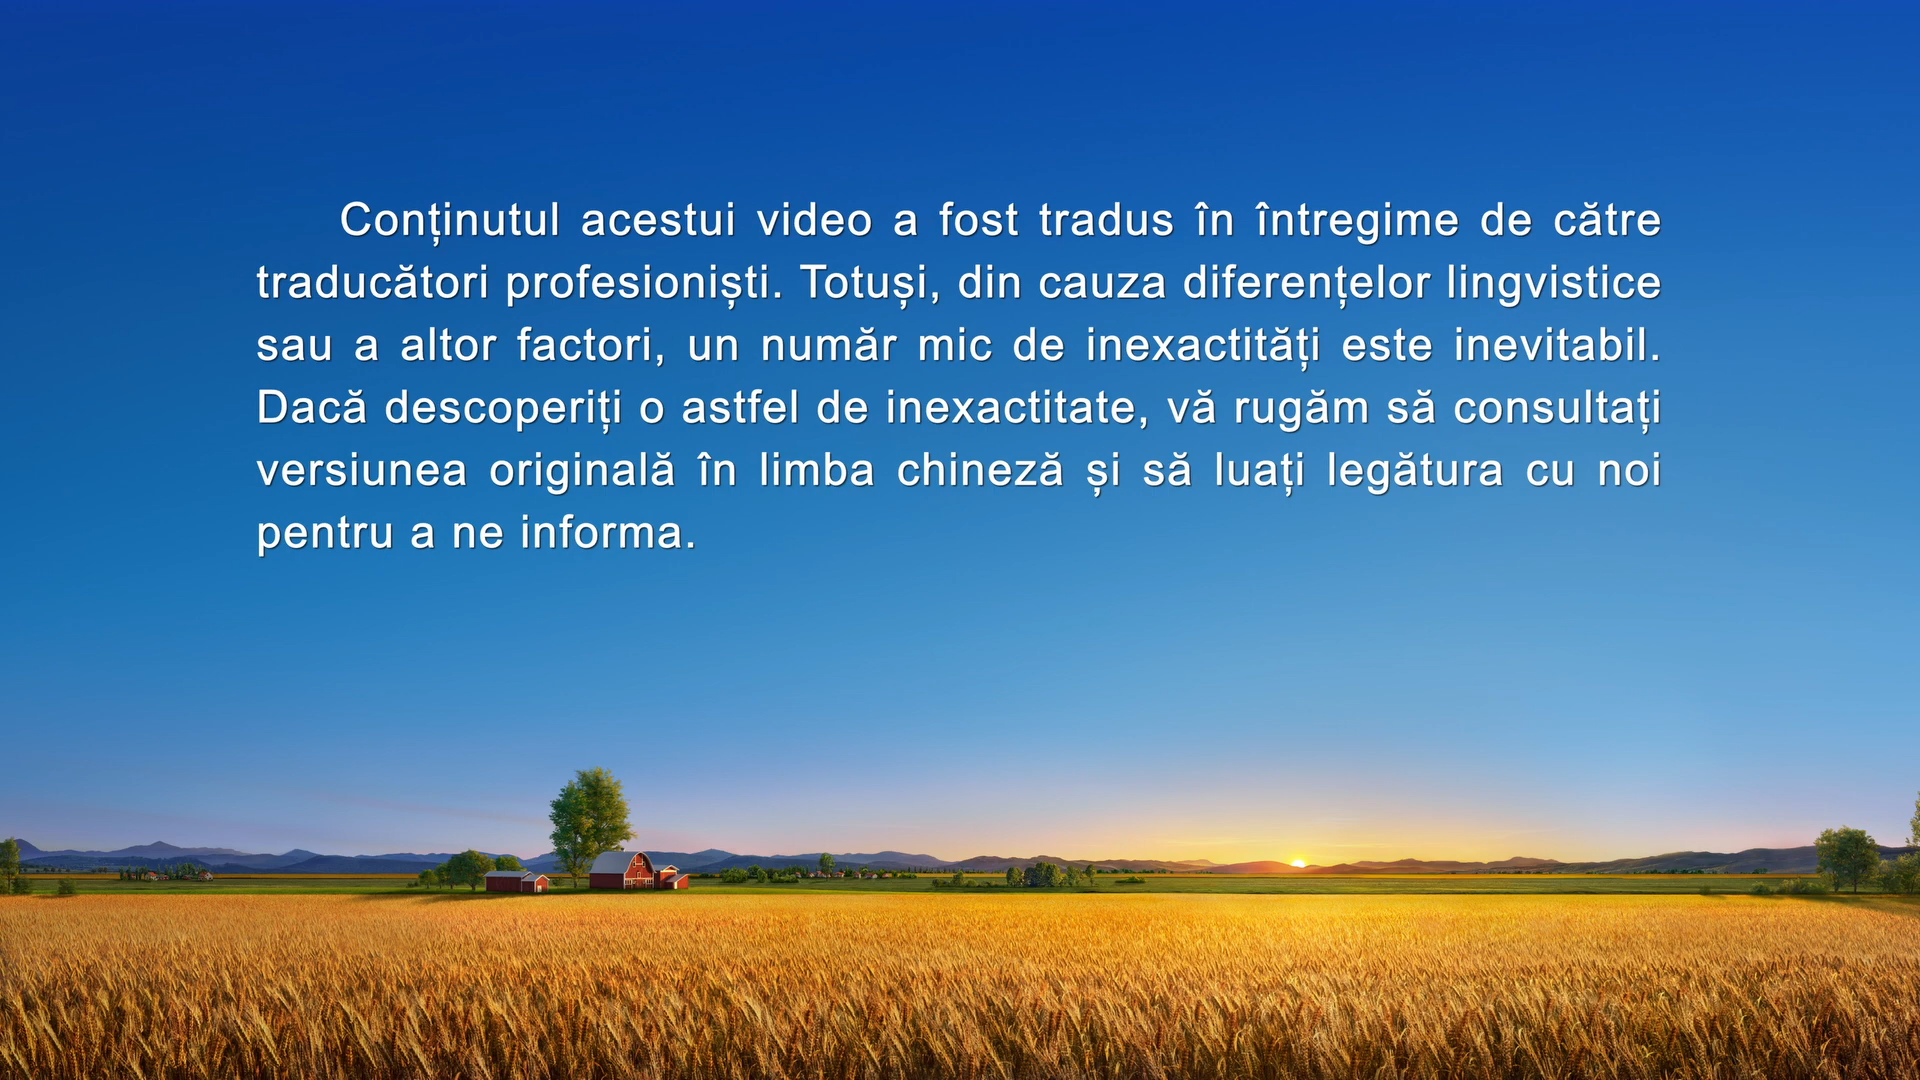 Conținutul acestui video a fost tradus în întregime de către
traducători profesioniști. Totuși, din cauza diferențelor lingvistice
sau a altor factori, un număr mic de inexactități este inevitabil.
Dacă descoperiți o astfel de inexactitate, vă rugăm să consultați
versiunea originală în limba chineză și să luați legătura cu noi
pentru a ne informa.